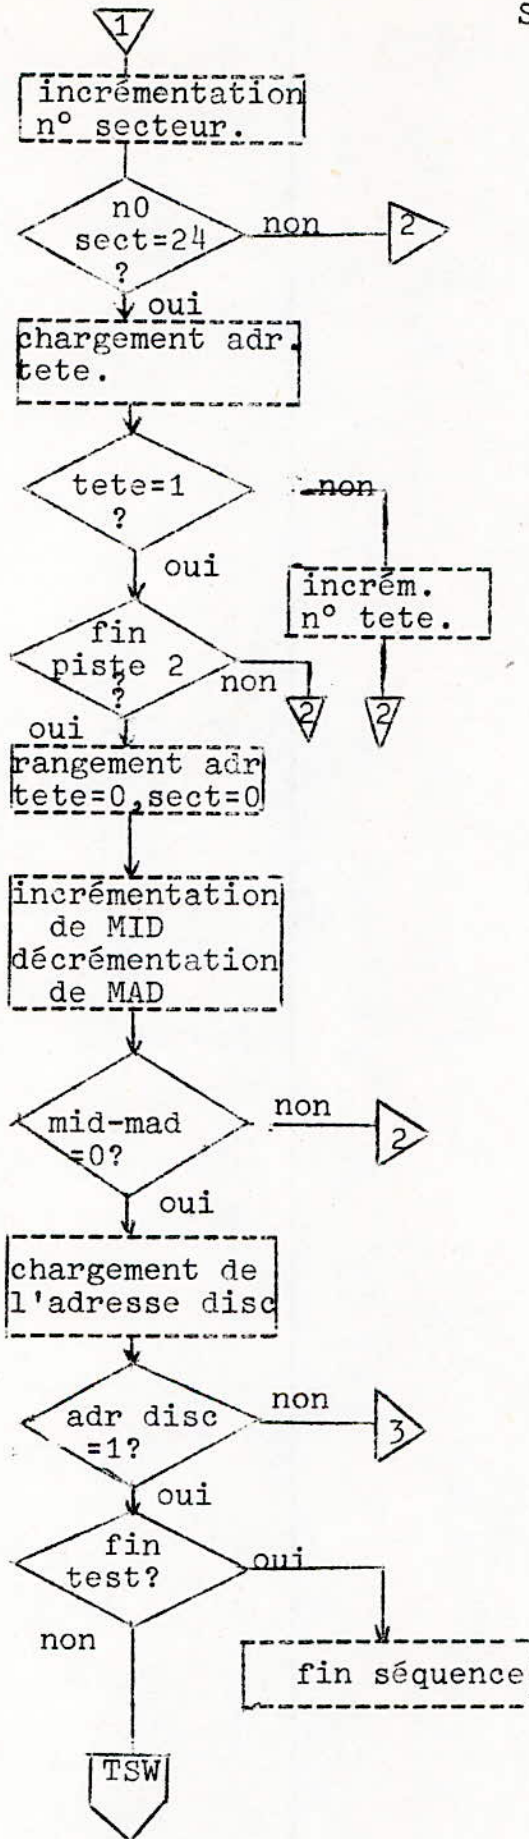 S
1
incrémentation
n° secteur.
n0
sect=24
?
non
2
oui
chargement adr.
tete.
tete=1
?
non
oui
incrém.
n° tete.
fin
piste 2
?
?
non
2
2
oui
rangement adr
tete=0,sect=0
incrémentation
de MID
décrémentation
de MAD
mid-mad
=0?
non
2
oui
chargement de
l'adresse disc
adr disc
=1?
non
3
oui
fin
test?
oui
non
fin séquence
TSW